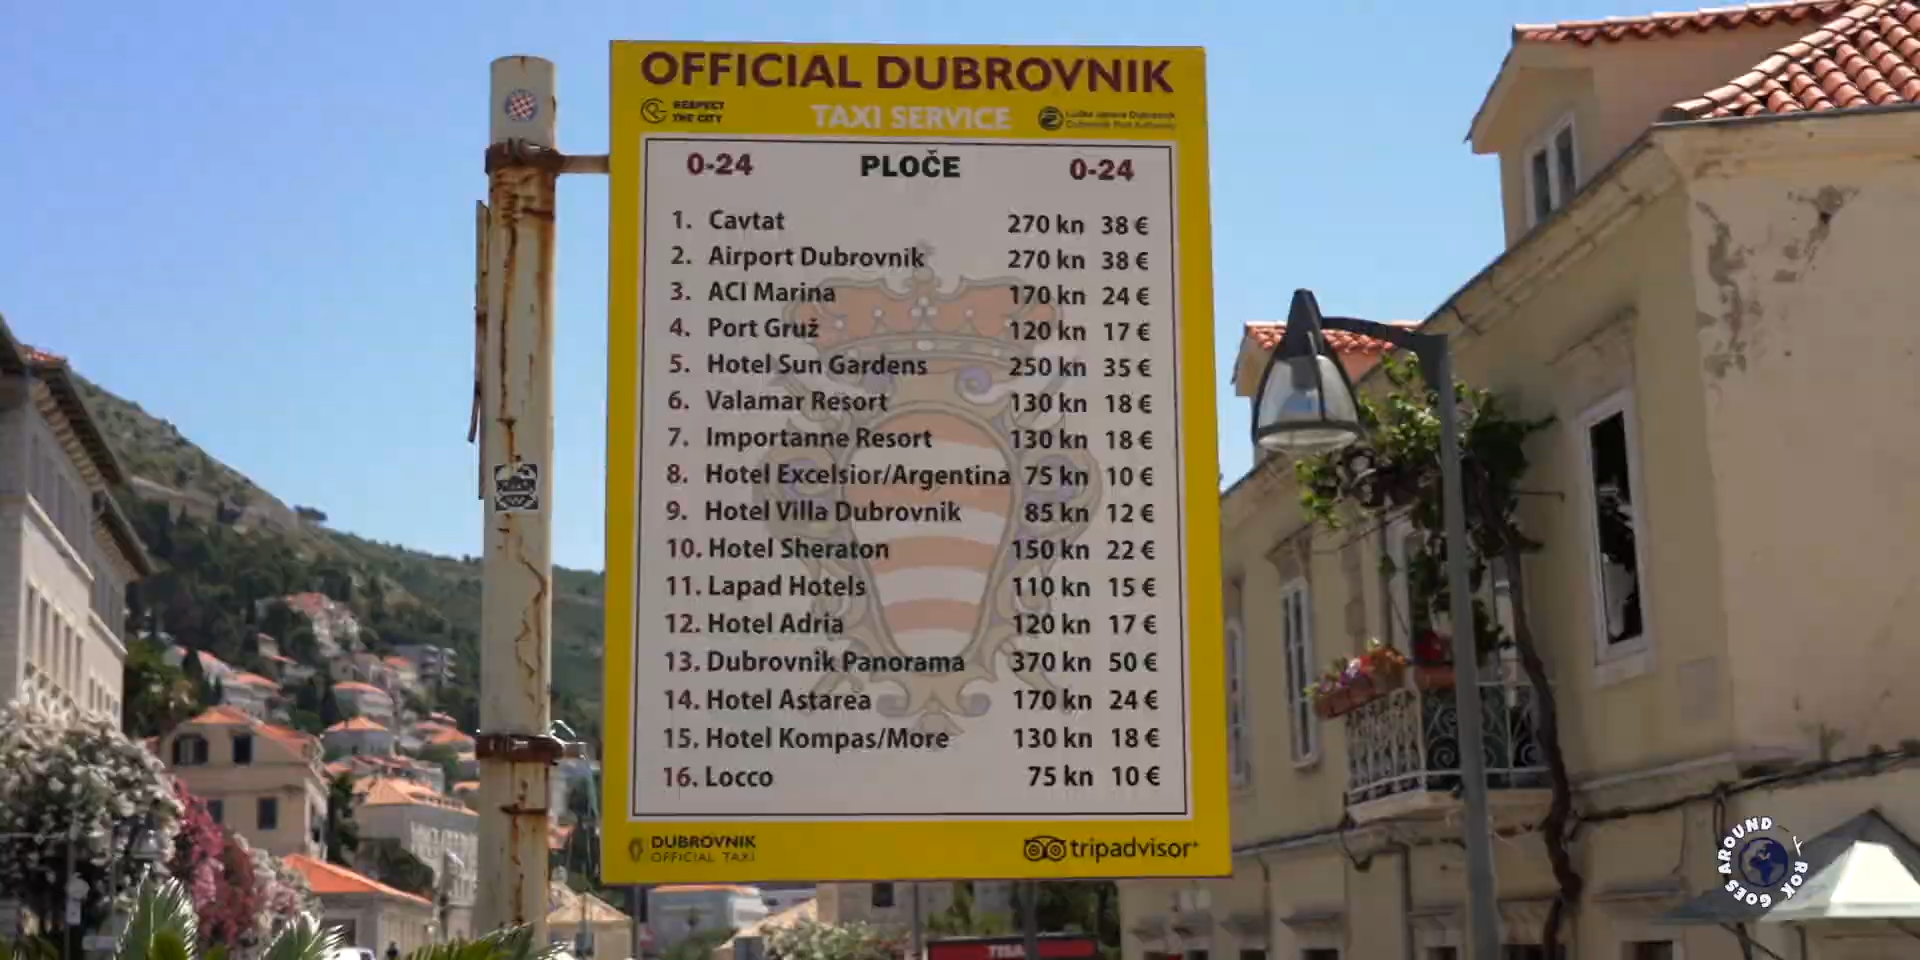 OFFICIAL DUBROVNIK
RESPECT
THE CITY
TAXI SERVICE
Lučka uprava Dubrovnik
Dubrovnik Port Authority
0-24 PLOČE 0-24
1. Cavtat 270 kn 38 €
2. Airport Dubrovnik 270 kn 38 €
3. ACI Marina 170 kn 24 €
4. Port Gruž 120 kn 17 €
5. Hotel Sun Gardens 250 kn 35 €
6. Valamar Resort 130 kn 18 €
7. Importanne Resort 130 kn 18 €
8. Hotel Excelsior/Argentina 75 kn 10 €
9. Hotel Villa Dubrovnik 85 kn 12 €
10. Hotel Sheraton 150 kn 22 €
11. Lapad Hotels 110 kn 15 €
12. Hotel Adria 120 kn 17 €
13. Dubrovnik Panorama 370 kn 50 €
14. Hotel Astarea 170 kn 24 €
15. Hotel Kompas/More 130 kn 18 €
16. Locco 75 kn 10 €
DUBROVNIK
OFFICIAL TAXI
tripadvisor
ROK GOES AROUND